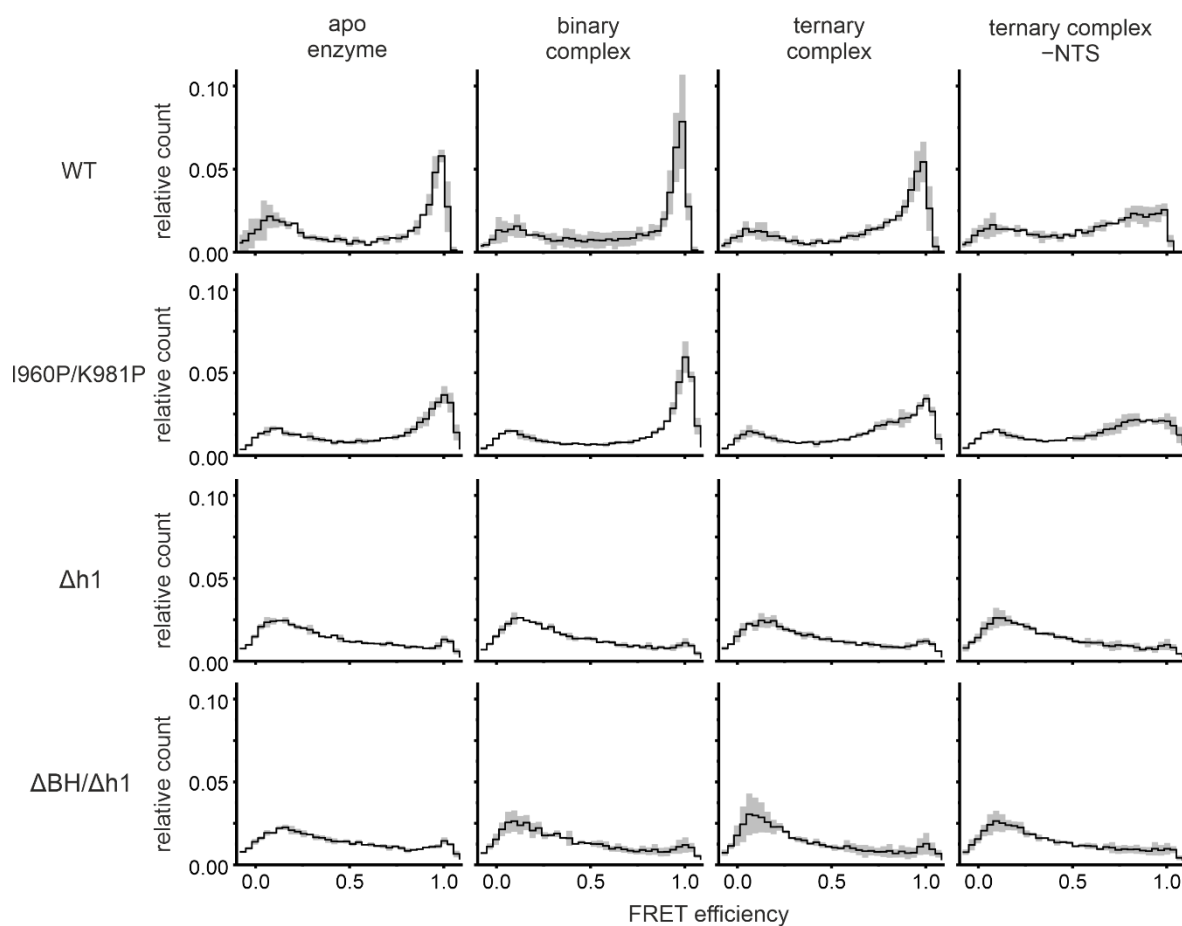 apo
enzyme
binary
complex
ternary
complex
ternary complex
−NTS
WT
relative count
0.10
0.05
0.00
I960P/K981P
relative count
0.10
0.05
0.00
Δh1
relative count
0.10
0.05
0.00
ΔBH/Δh1
relative count
0.10
0.05
0.00
0.0 0.5 1.0 0.0 0.5 1.0 0.0 0.5 1.0 0.0 0.5 1.0
FRET efficiency